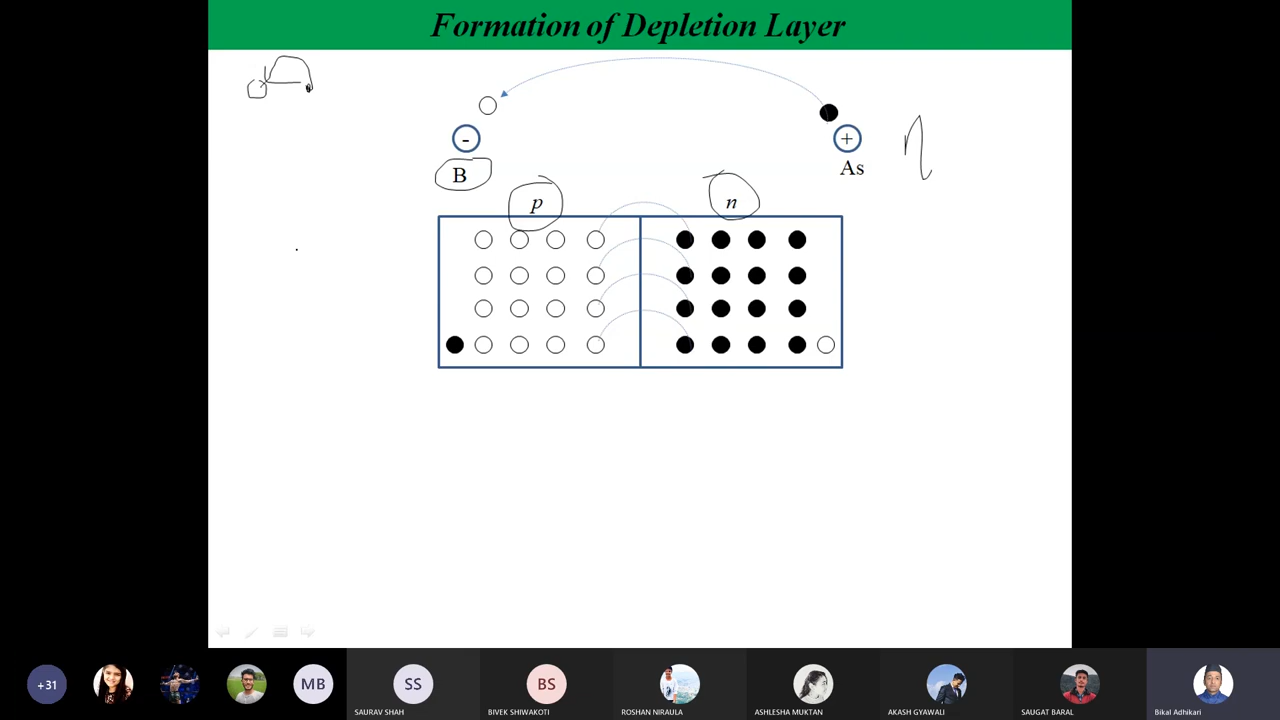 Formation of Depletion Layer
- +
B As
n
p n
+31 MB SS BS
SAURAV SHAH BIVEK SHIWAKOTI ROSHAN NIRAULA ASHLESHA MUKTAN AKASH GYAWALI SAUGAT BARAL Bikal Adhikari